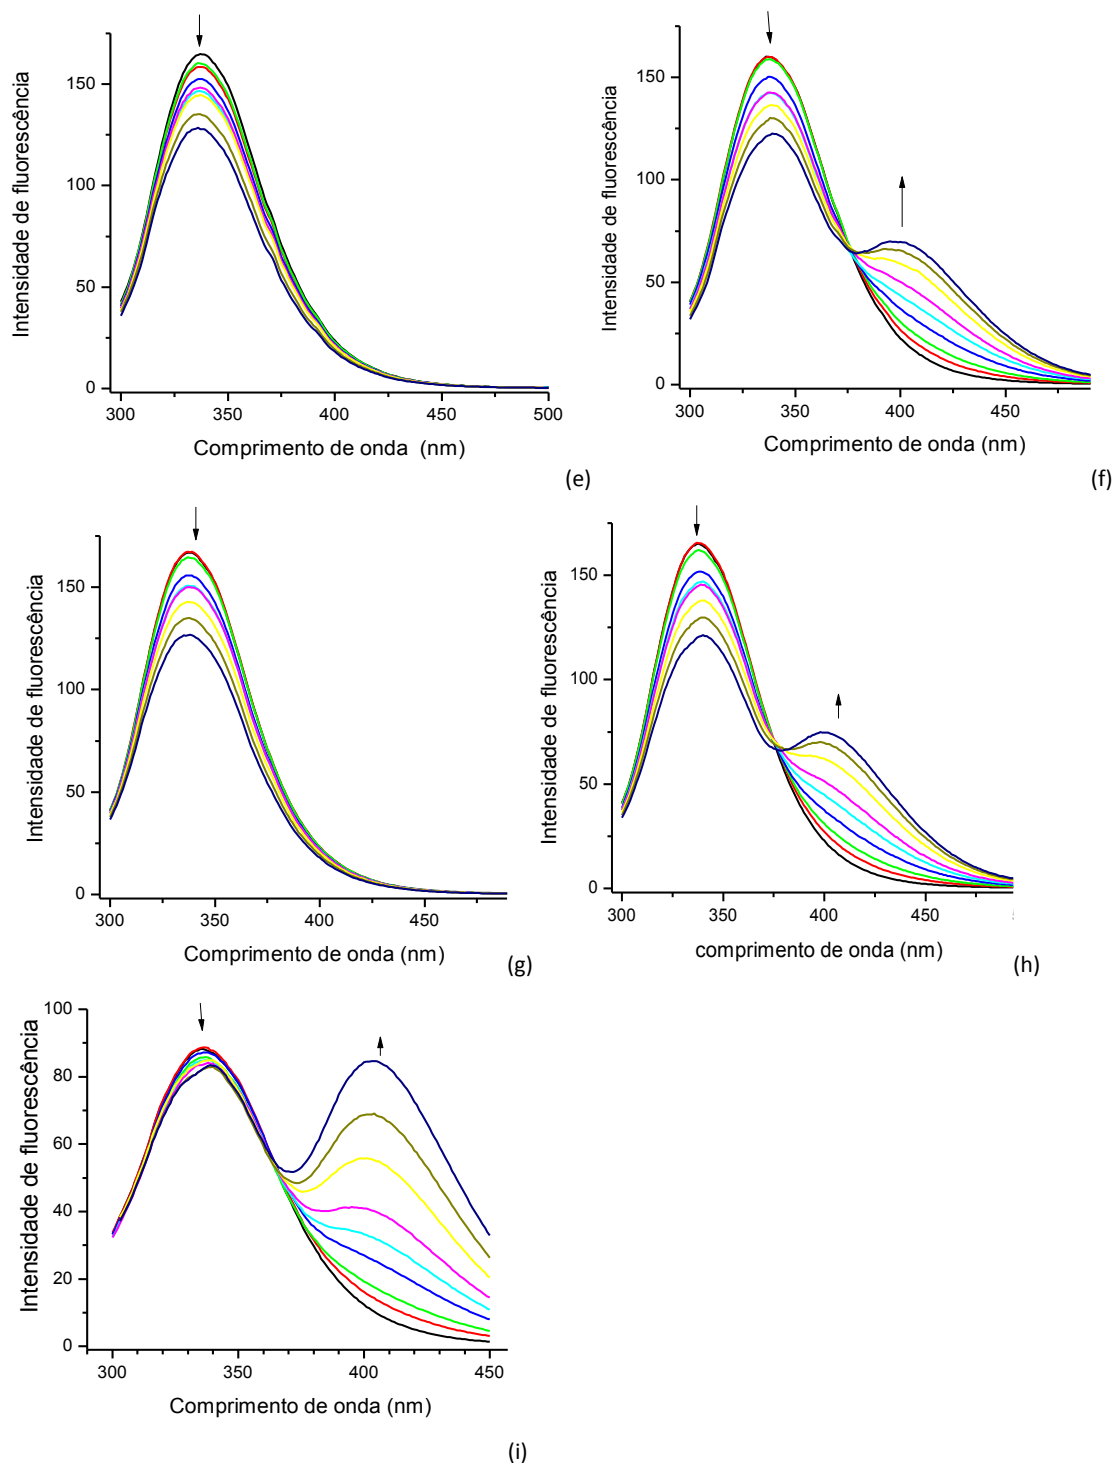 Intensidade de fluorescência
150
100
50
0
300
350
400
450
500
Comprimento de onda (nm)
(e)
Intensidade de fluorescência
150
100
50
0
300
350
400
450
Comprimento de onda (nm)
(f)
Intensidade de fluorescência
150
100
50
0
300
350
400
450
Comprimento de onda (nm)
(g)
Intensidade de fluorescência
150
100
50
0
300
350
400
450
comprimento de onda (nm)
(h)
Intensidade de fluorescência
100
80
60
40
20
0
300
350
400
450
Comprimento de onda (nm)
(i)